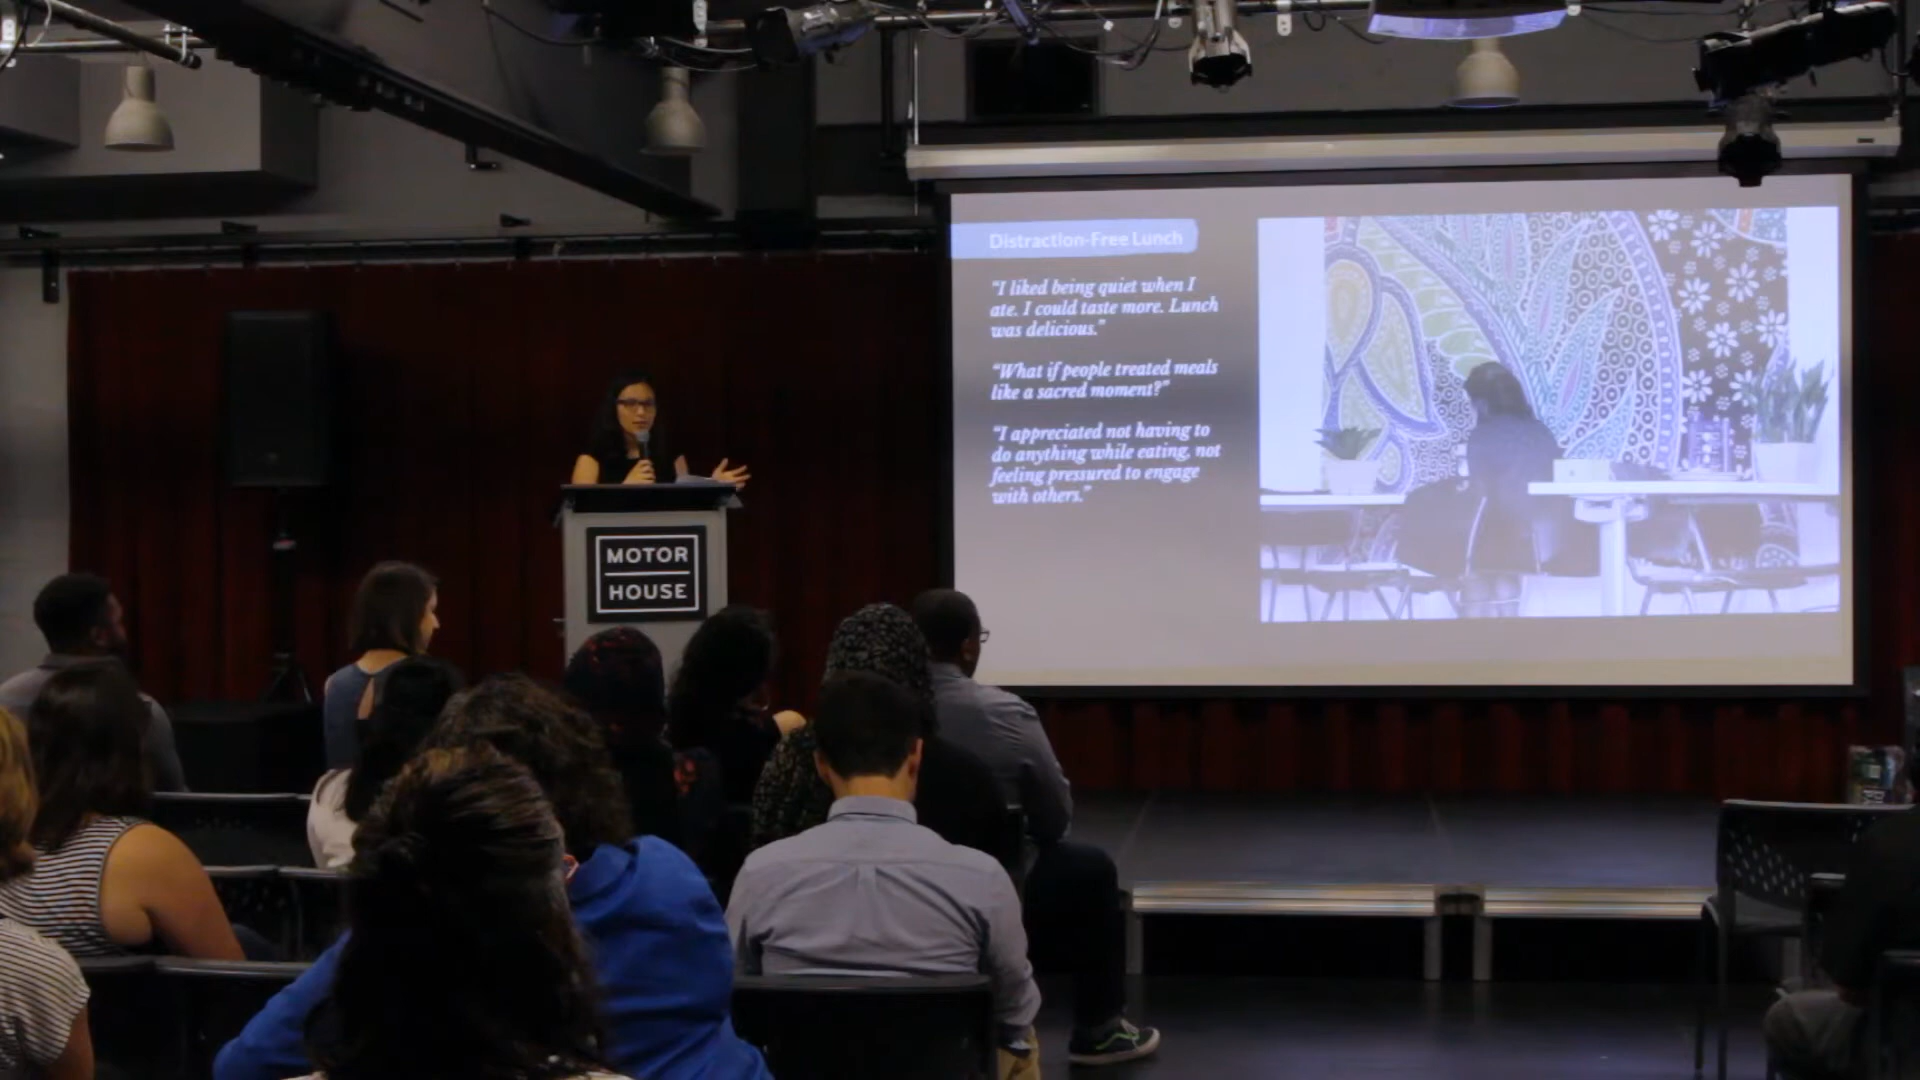 Distraction-Free Lunch
“I liked being quiet when I
ate. I could taste more. Lunch
was delicious.”
“What if people treated meals
like a sacred moment?”
“I appreciated not having to
do anything while eating, not
feeling pressured to engage
with others.”
MOTOR
HOUSE